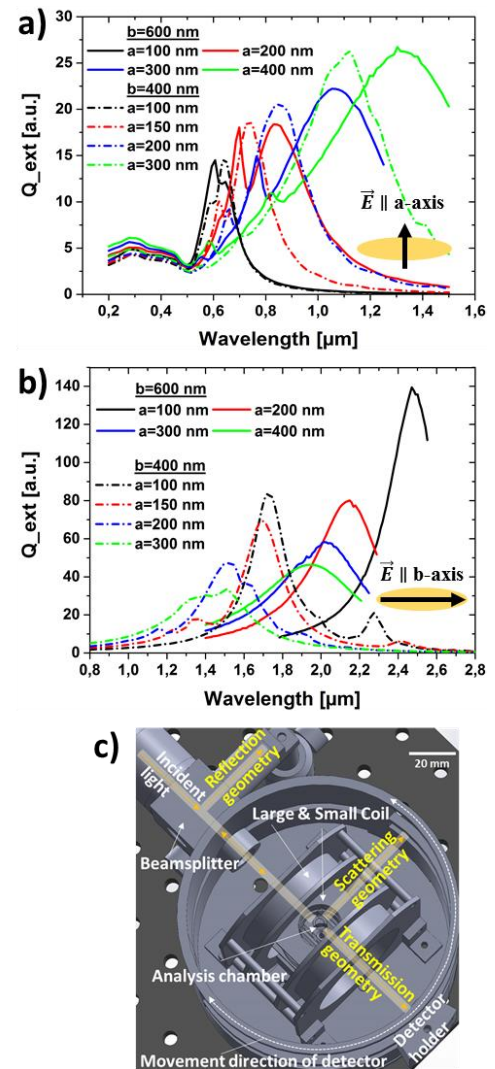 a)
30
25
20
15
10
5
0
Q_ext [a.u.]
b=600 nm
a=100 nm a=200 nm
a=300 nm a=400 nm
b=400 nm
a=100 nm
a=150 nm
a=200 nm
a=300 nm
E⃗ ∥ a-axis
0,2 0,4 0,6 0,8 1,0 1,2 1,4 1,6
Wavelength [µm]
b)
140
120
100
80
60
40
20
0
Q_ext [a.u.]
b=600 nm
a=100 nm a=200 nm
a=300 nm a=400 nm
b=400 nm
a=100 nm
a=150 nm
a=200 nm
a=300 nm
E⃗ ∥ b-axis
0,8 1,0 1,2 1,4 1,6 1,8 2,0 2,2 2,4 2,6 2,8
Wavelength [µm]
c)
20 mm
Incident
light
Reflection
geometry
Large & Small Coil
Beamsplitter
Scattering
geometry
Analysis chamber
Transmission
geometry
Detector
holder
Movement direction of detector